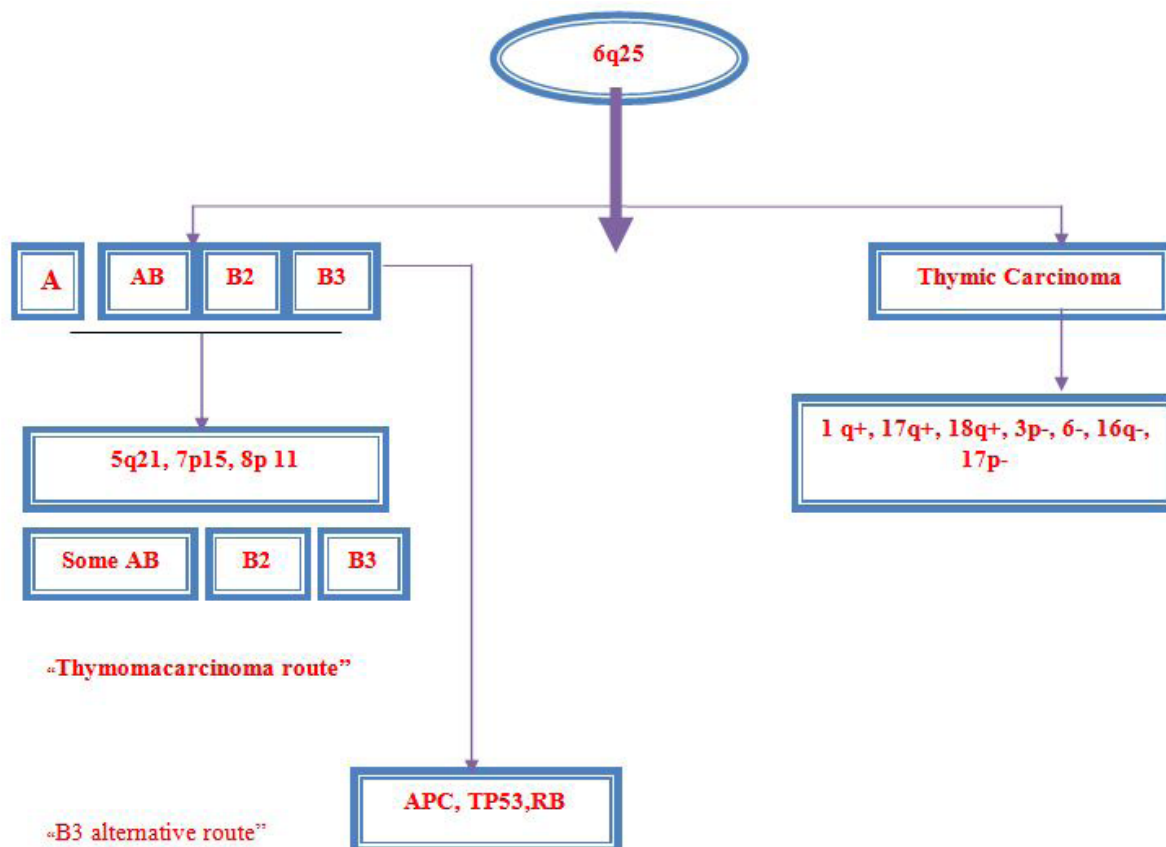 6q25
A
AB
B2
B3
Thymic Carcinoma
5q21, 7p15, 8p 11
1 q+, 17q+, 18q+, 3p-, 6-, 16q-,
17p-
Some AB
B2
B3
“Thymomacarcinoma route”
APC, TP53,RB
“B3 alternative route”